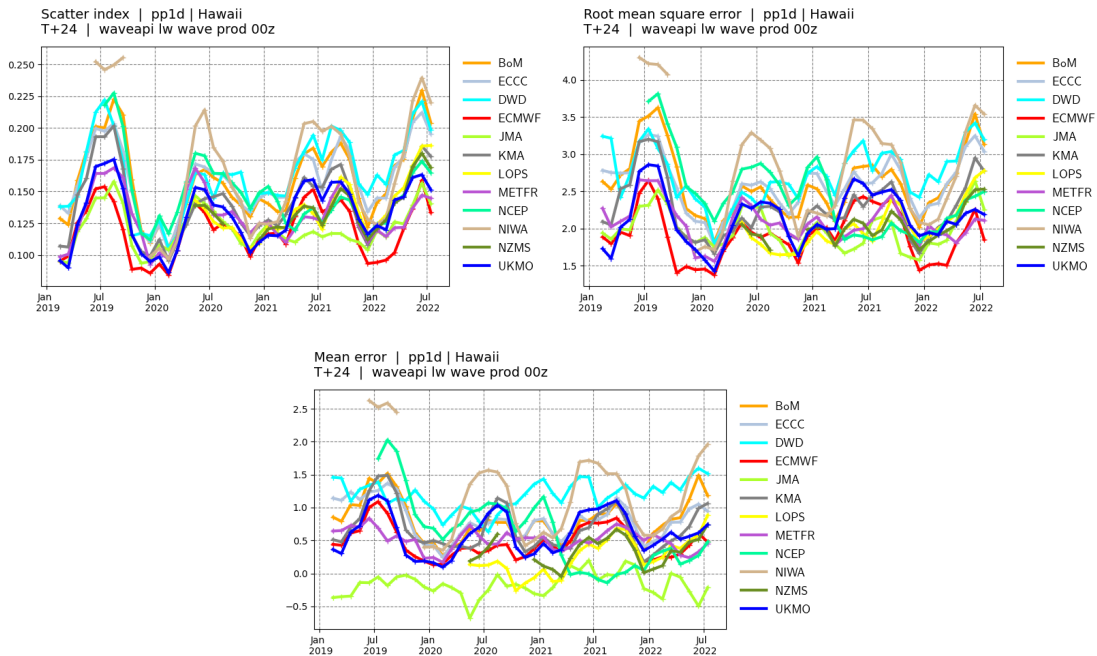 Scatter index | pp1d | Hawaii
T+24 | waveapi lw wave prod 00z
0.250
0.225
0.200
0.175
0.150
0.125
0.100
Jan 2019
Jul 2019
Jan 2020
Jul 2020
Jan 2021
Jul 2021
Jan 2022
Jul 2022
BoM
ECCC
DWD
ECMWF
JMA
KMA
LOPS
METFR
NCEP
NIWA
NZMS
UKMO
Root mean square error | pp1d | Hawaii
T+24 | waveapi lw wave prod 00z
4.0
3.5
3.0
2.5
2.0
1.5
Jan 2019
Jul 2019
Jan 2020
Jul 2020
Jan 2021
Jul 2021
Jan 2022
Jul 2022
BoM
ECCC
DWD
ECMWF
JMA
KMA
LOPS
METFR
NCEP
NIWA
NZMS
UKMO
Mean error | pp1d | Hawaii
T+24 | waveapi lw wave prod 00z
2.5
2.0
1.5
1.0
0.5
0.0
−0.5
Jan 2019
Jul 2019
Jan 2020
Jul 2020
Jan 2021
Jul 2021
Jan 2022
Jul 2022
BoM
ECCC
DWD
ECMWF
JMA
KMA
LOPS
METFR
NCEP
NIWA
NZMS
UKMO